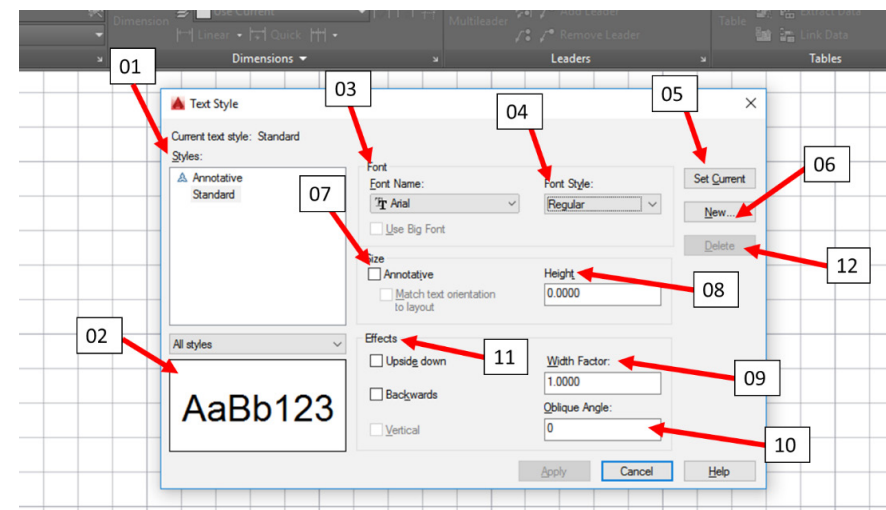 Dimension
Use Current
Multileader
Add Leader
Table
Extract Data
Linear
Quick
Remove Leader
Link Data
Dimensions
Leaders
Tables
01
03
04
05
Text Style
Current text style: Standard
Styles:
Annotative
Standard
07
Font
Font Name:
Font Style:
Arial
Regular
Use Big Font
Set Current
New...
Delete
06
12
Size
Annotative
Height
Match text orientation
to layout
0.0000
08
02
All styles
AaBb123
Effects
11
Upside down
Width Factor:
1.0000
09
Backwards
Oblique Angle:
Vertical
0
10
Apply
Cancel
Help